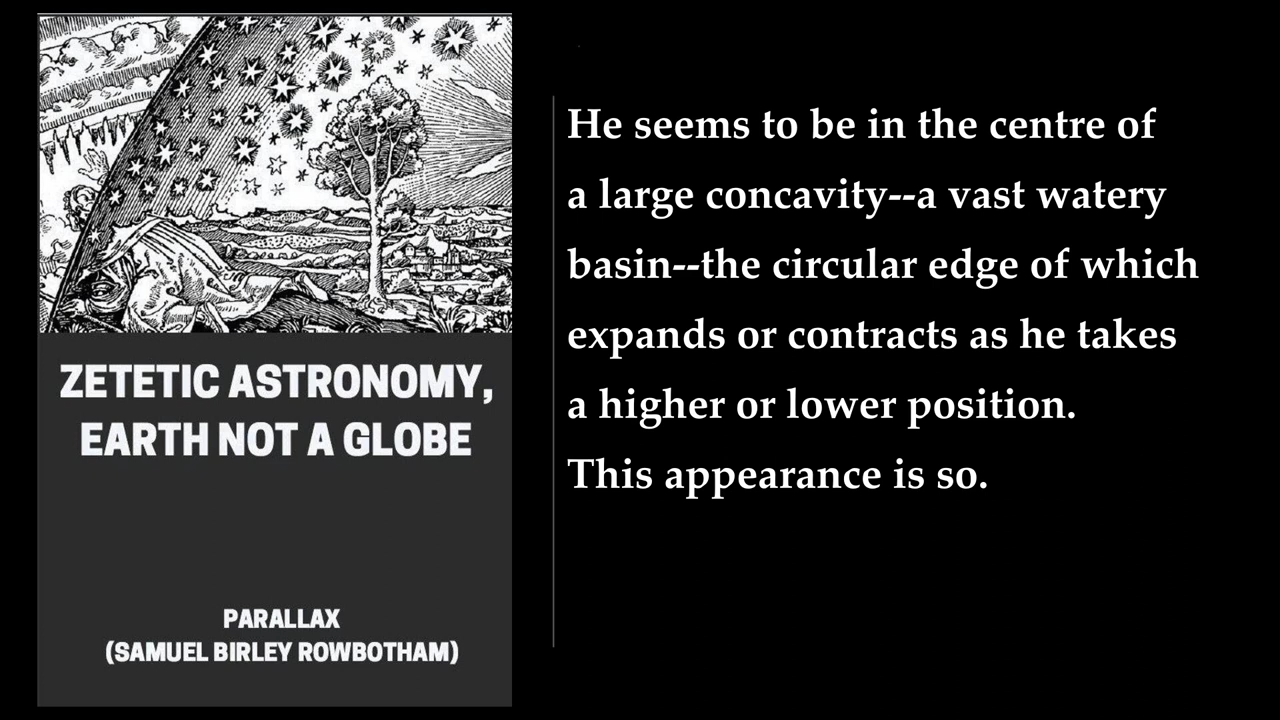 ZETETIC ASTRONOMY,
EARTH NOT A GLOBE
PARALLAX
(SAMUEL BIRLEY ROWBOTHAM)
He seems to be in the centre of
a large concavity--a vast watery
basin--the circular edge of which
expands or contracts as he takes
a higher or lower position.
This appearance is so.